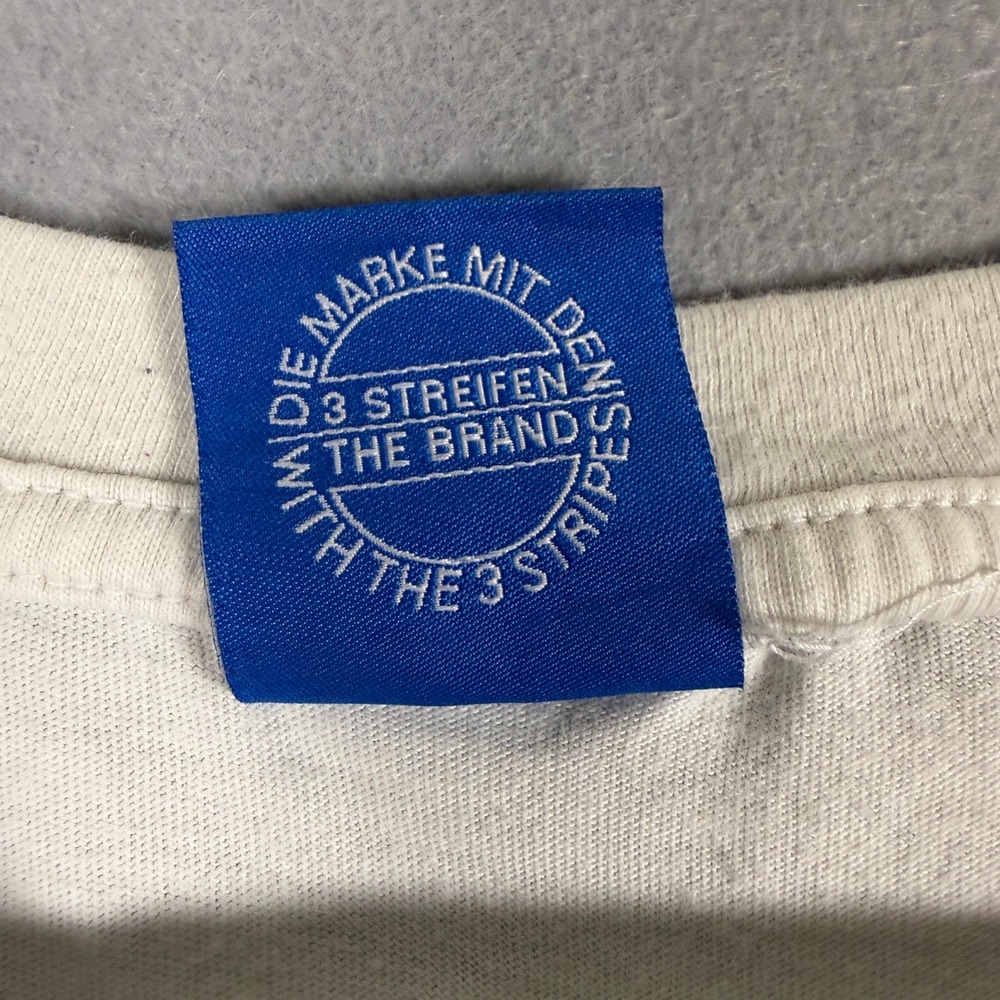 DIE MARKE MIT DEN
3 STREIFEN
THE BRAND
WITH THE 3 STRIPES